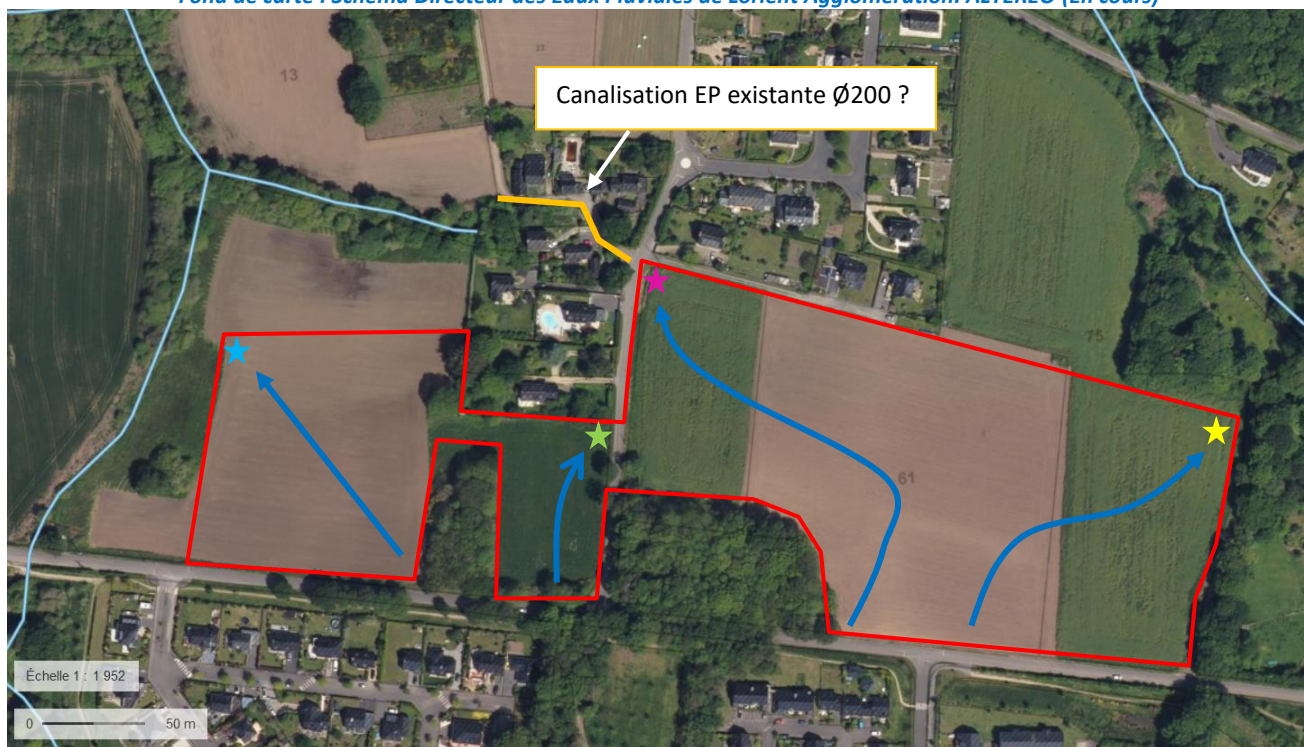 Fond de carte : Schéma Directeur des Eaux Pluviales de Lorient Agglomération. ALTEREO (En cours)
13
Canalisation EP existante Ø200 ?
75
61
Échelle 1 : 1 952
0 50 m